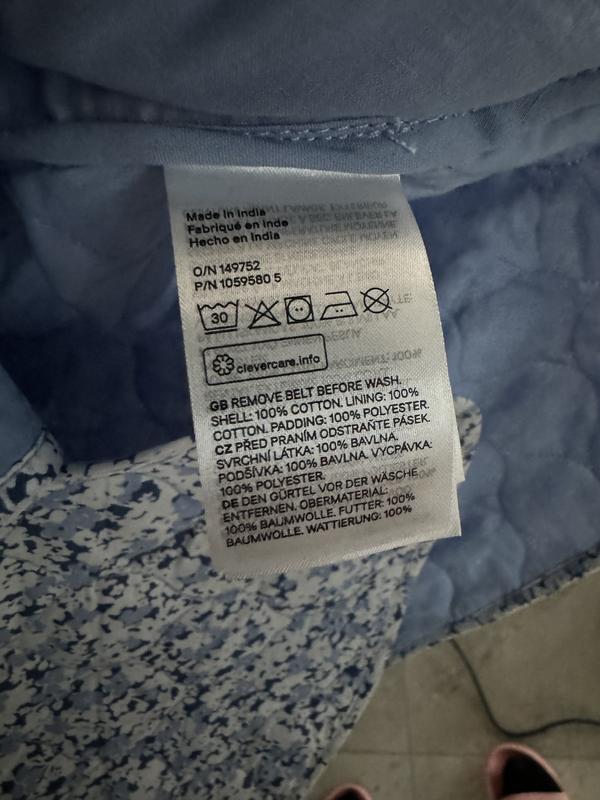 Made in India
Fabriqué en Inde
Hecho en India
O/N 149752
P/N 1059580 5
30
clevercare.info
GB REMOVE BELT BEFORE WASH.
SHELL: 100% COTTON. LINING: 100%
COTTON. PADDING: 100% POLYESTER.
CZ PŘED PRANÍM ODSTRAŇTE PÁSEK.
SVRCHNÍ LÁTKA: 100% BAVLNA.
PODŠÍVKA: 100% BAVLNA. VYCPÁVKA:
100% POLYESTER.
DE DEN GÜRTEL VOR DER WÄSCHE
ENTFERNEN. OBERMATERIAL:
100% BAUMWOLLE. FUTTER: 100%
BAUMWOLLE. WATTIERUNG: 100%